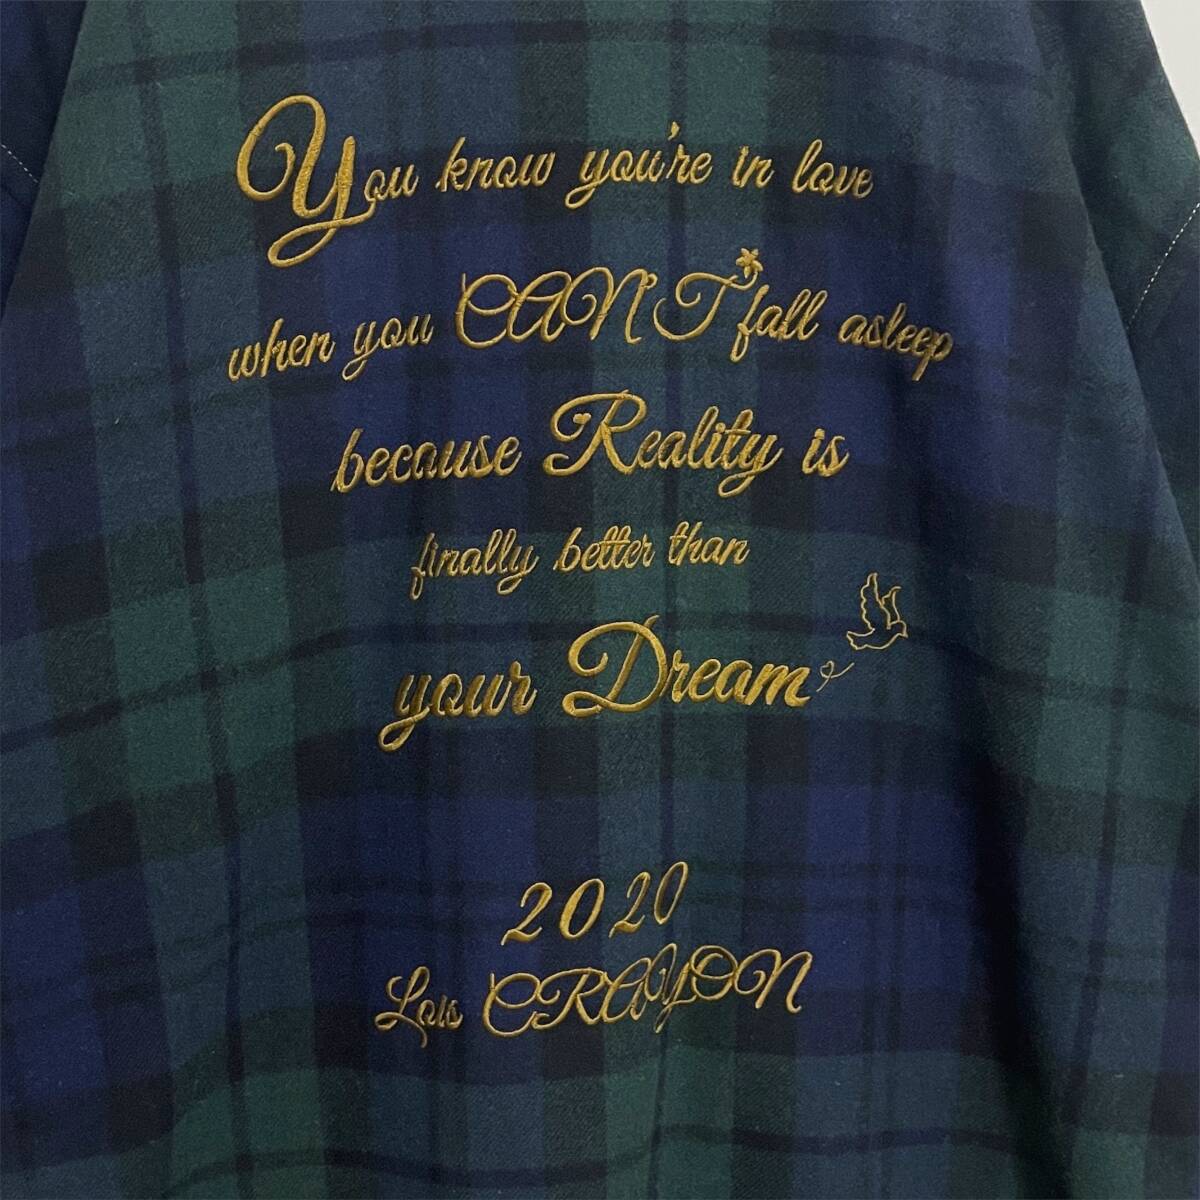 You know you're in love
when you CAN'T fall asleep
because Reality is
finally better than
your Dream
2020
Lois CRAYON